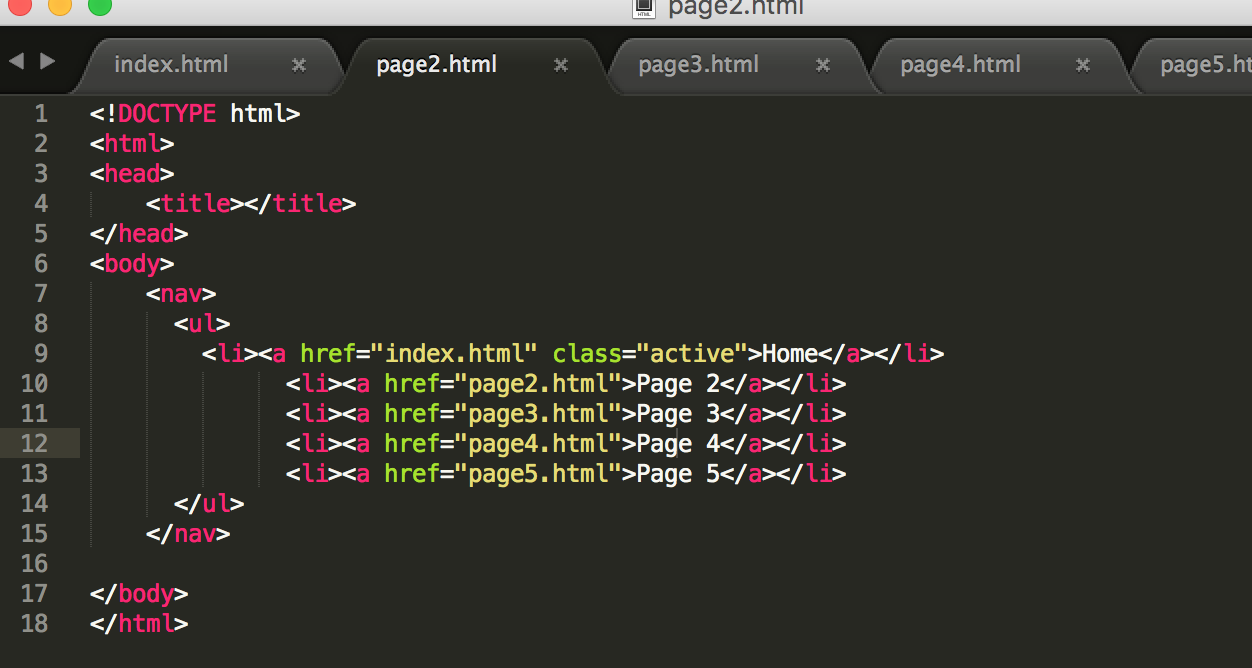 page2.html
index.html × page2.html × page3.html × page4.html × page5.ht
1 <!DOCTYPE html>
2 <html>
3 <head>
4     <title></title>
5 </head>
6 <body>
7     <nav>
8       <ul>
9         <li><a href="index.html" class="active">Home</a></li>
10               <li><a href="page2.html">Page 2</a></li>
11               <li><a href="page3.html">Page 3</a></li>
12               <li><a href="page4.html">Page 4</a></li>
13               <li><a href="page5.html">Page 5</a></li>
14       </ul>
15     </nav>
16
17 </body>
18 </html>